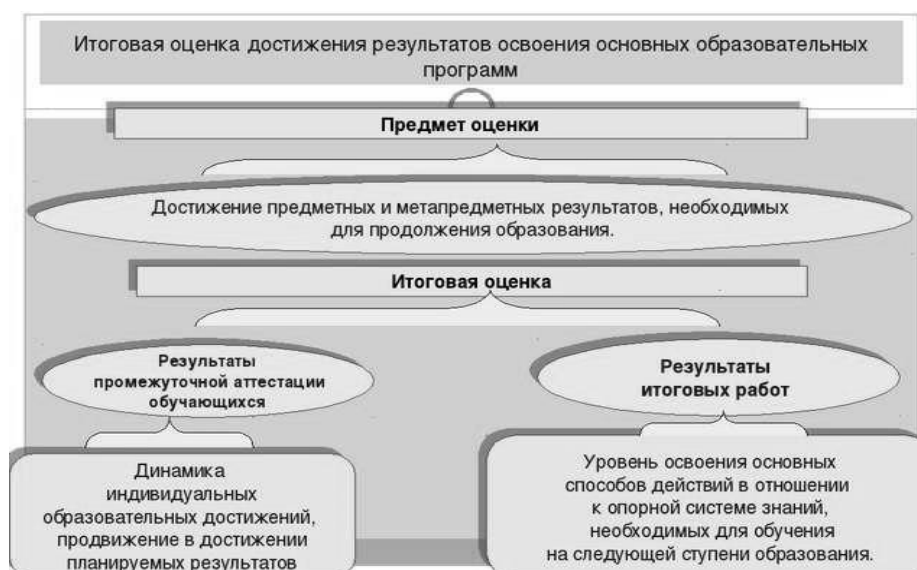 Итоговая оценка достижения результатов освоения основных образовательных
программ
Предмет оценки
Достижение предметных и метапредметных результатов, необходимых
для продолжения образования.
Итоговая оценка
Результаты
промежуточной аттестации
обучающихся
Результаты
итоговых работ
Динамика
индивидуальных
образовательных достижений,
продвижение в достижении
планируемых результатов
Уровень освоения основных
способов действий в отношении
к опорной системе знаний,
необходимых для обучения
на следующей ступени образования.